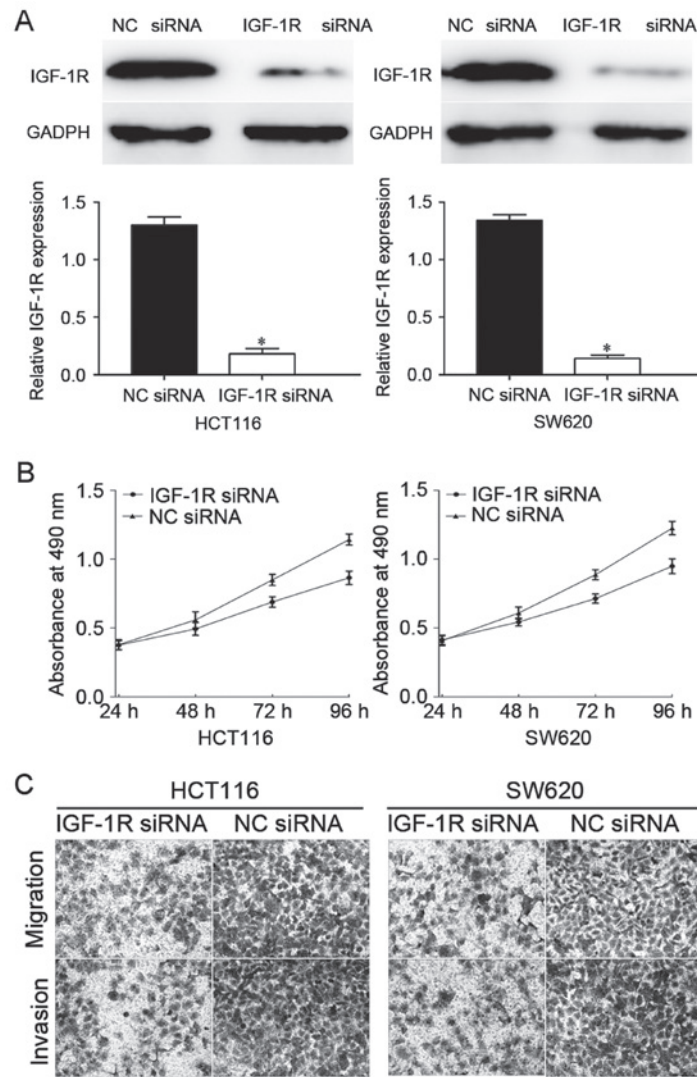 A
NC siRNA IGF-1R siRNA
IGF-1R
GADPH
NC siRNA IGF-1R siRNA
IGF-1R
GADPH
Relative IGF-1R expression
1.5
1.0
0.5
0.0
*
NC siRNA IGF-1R siRNA
HCT116
Relative IGF-1R expression
1.5
1.0
0.5
0.0
*
NC siRNA IGF-1R siRNA
SW620
B
Absorbance at 490 nm
1.5
1.0
0.5
0.0
IGF-1R siRNA
NC siRNA
24 h 48 h 72 h 96 h
HCT116
Absorbance at 490 nm
1.5
1.0
0.5
0.0
IGF-1R siRNA
NC siRNA
24 h 48 h 72 h 96 h
SW620
C
HCT116 SW620
IGF-1R siRNA NC siRNA IGF-1R siRNA NC siRNA
Migration
Invasion